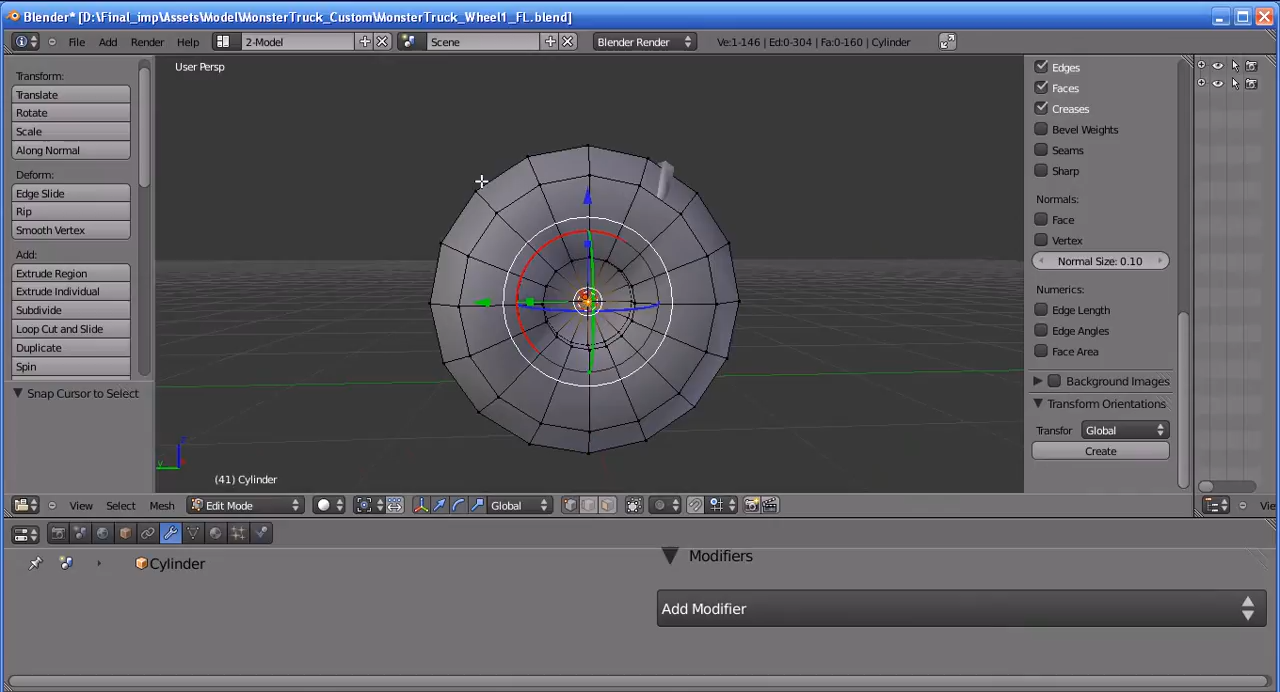 Blender* [D:\Final_imp\Assets\Model\MonsterTruck_Custom\MonsterTruck_Wheel1_FL.blend]
File Add Render Help 2-Model Scene Blender Render Ve:1-146 | Ed:0-304 | Fa:0-160 | Cylinder
User Persp
Transform:
Translate
Rotate
Scale
Along Normal
Deform:
Edge Slide
Rip
Smooth Vertex
Add:
Extrude Region
Extrude Individual
Subdivide
Loop Cut and Slide
Duplicate
Spin
Snap Cursor to Select
y z
(41) Cylinder
Edges
Faces
Creases
Bevel Weights
Seams
Sharp
Normals:
Face
Vertex
Normal Size: 0.10
Numerics:
Edge Length
Edge Angles
Face Area
Background Images
Transform Orientations
Transfor Global
Create
View Select Mesh Edit Mode Global Vie
Cylinder
Modifiers
Add Modifier